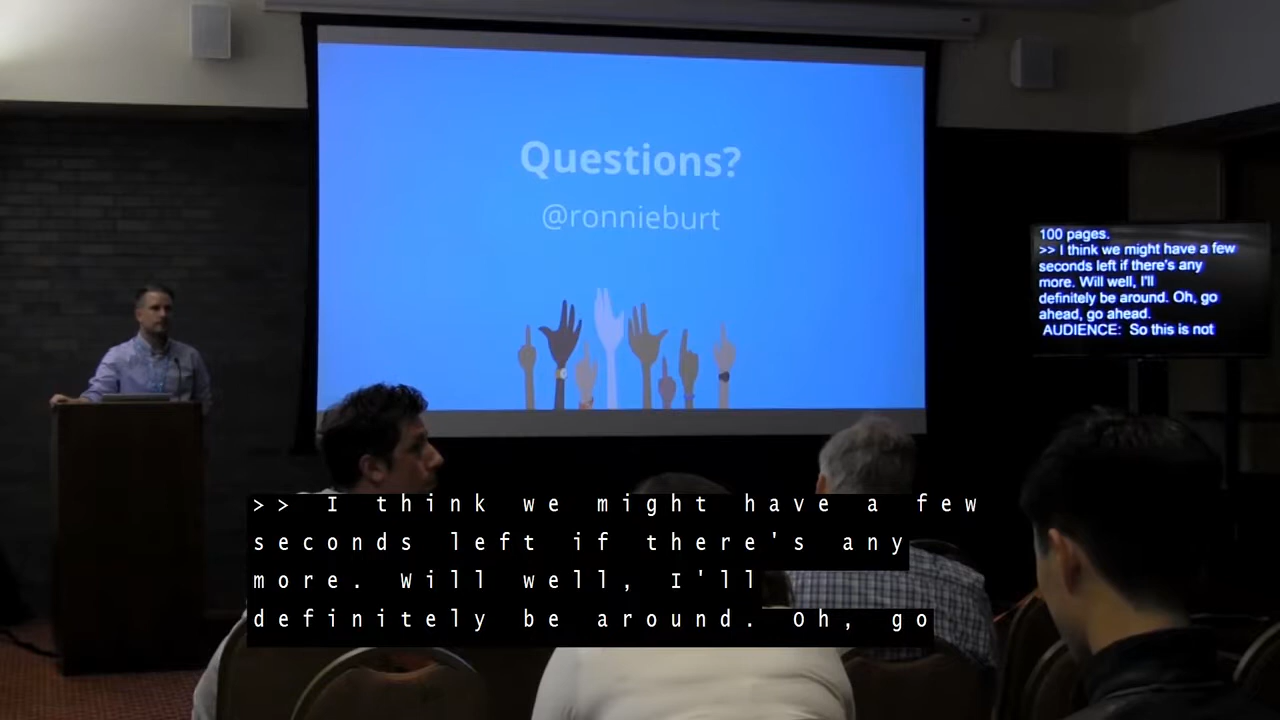 Questions?
@ronnieburt
100 pages.
>> I think we might have a few
seconds left if there's any
more. Will well, I'll
definitely be around. Oh, go
ahead, go ahead.
AUDIENCE: So this is not
>> I think we might have a few
seconds left if there's any
more. Will well, I'll
definitely be around. Oh, go